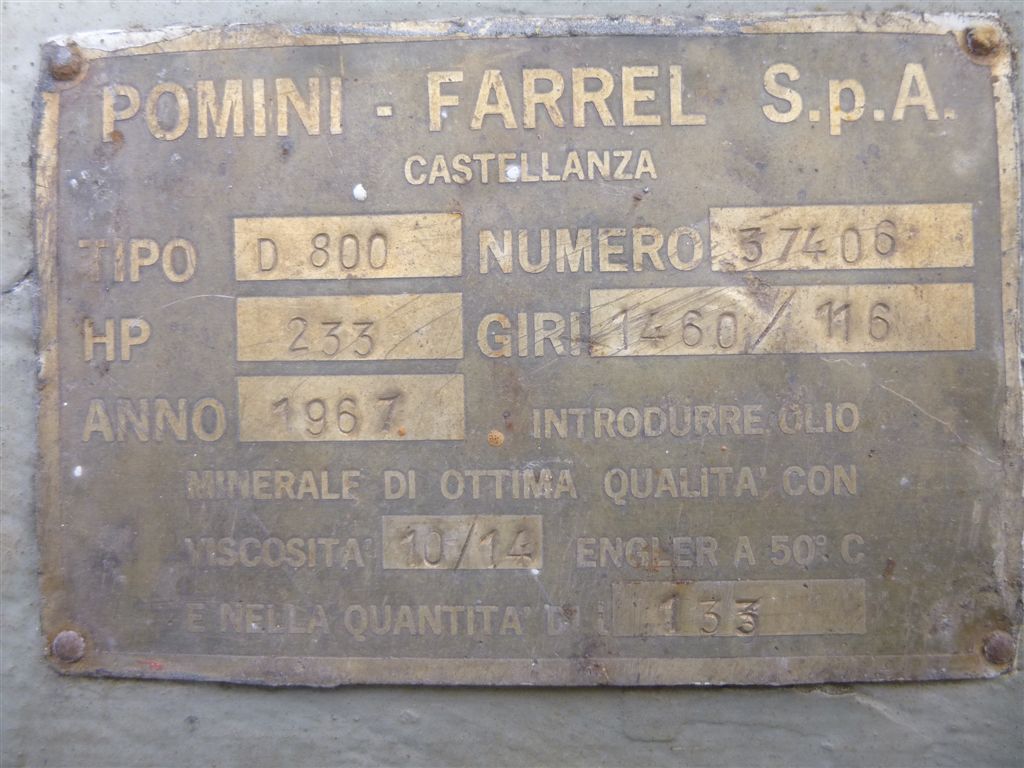 POMINI - FARREL S.p.A.
CASTELLANZA
TIPO D 800 NUMERO 37406
HP 233 GIRI 1460/116
ANNO 1967 INTRODURRE OLIO
MINERALE DI OTTIMA QUALITA' CON
VISCOSITA' 10/14 ENGLER A 50° C
E NELLA QUANTITA' DI l 133